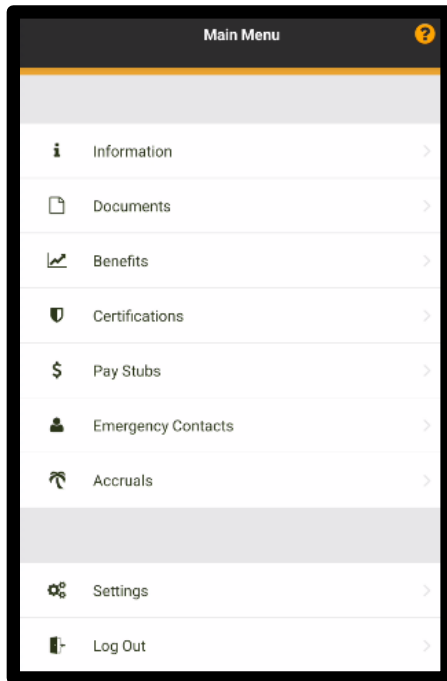 Main Menu
?
Information
Documents
Benefits
Certifications
Pay Stubs
Emergency Contacts
Accruals
Settings
Log Out